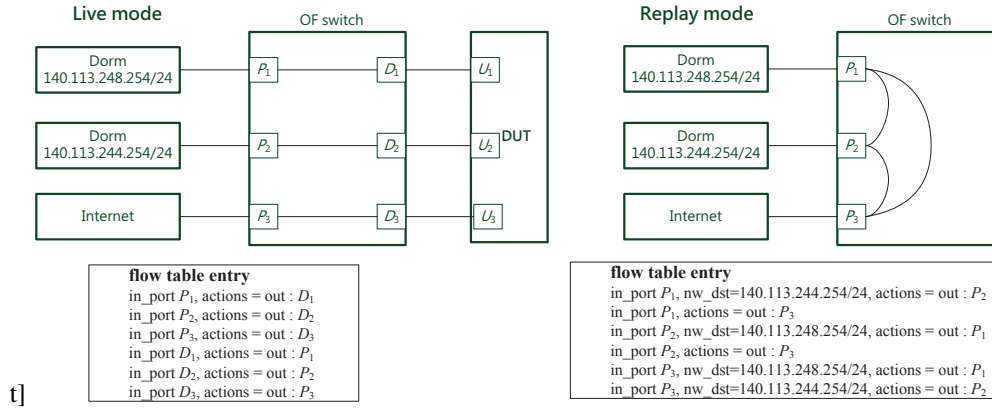 Live mode
OF switch
Dorm
140.113.248.254/24
P1
D1
U1
Dorm
140.113.244.254/24
P2
D2
U2
DUT
Internet
P3
D3
U3
flow table entry
in_port P1, actions = out : D1
in_port P2, actions = out : D2
in_port P3, actions = out : D3
in_port D1, actions = out : P1
in_port D2, actions = out : P2
in_port D3, actions = out : P3
t]
Replay mode
OF switch
Dorm
140.113.248.254/24
P1
Dorm
140.113.244.254/24
P2
Internet
P3
flow table entry
in_port P1, nw_dst=140.113.244.254/24, actions = out : P2
in_port P1, actions = out : P3
in_port P2, nw_dst=140.113.248.254/24, actions = out : P1
in_port P2, actions = out : P3
in_port P3, nw_dst=140.113.248.254/24, actions = out : P1
in_port P3, nw_dst=140.113.244.254/24, actions = out : P2